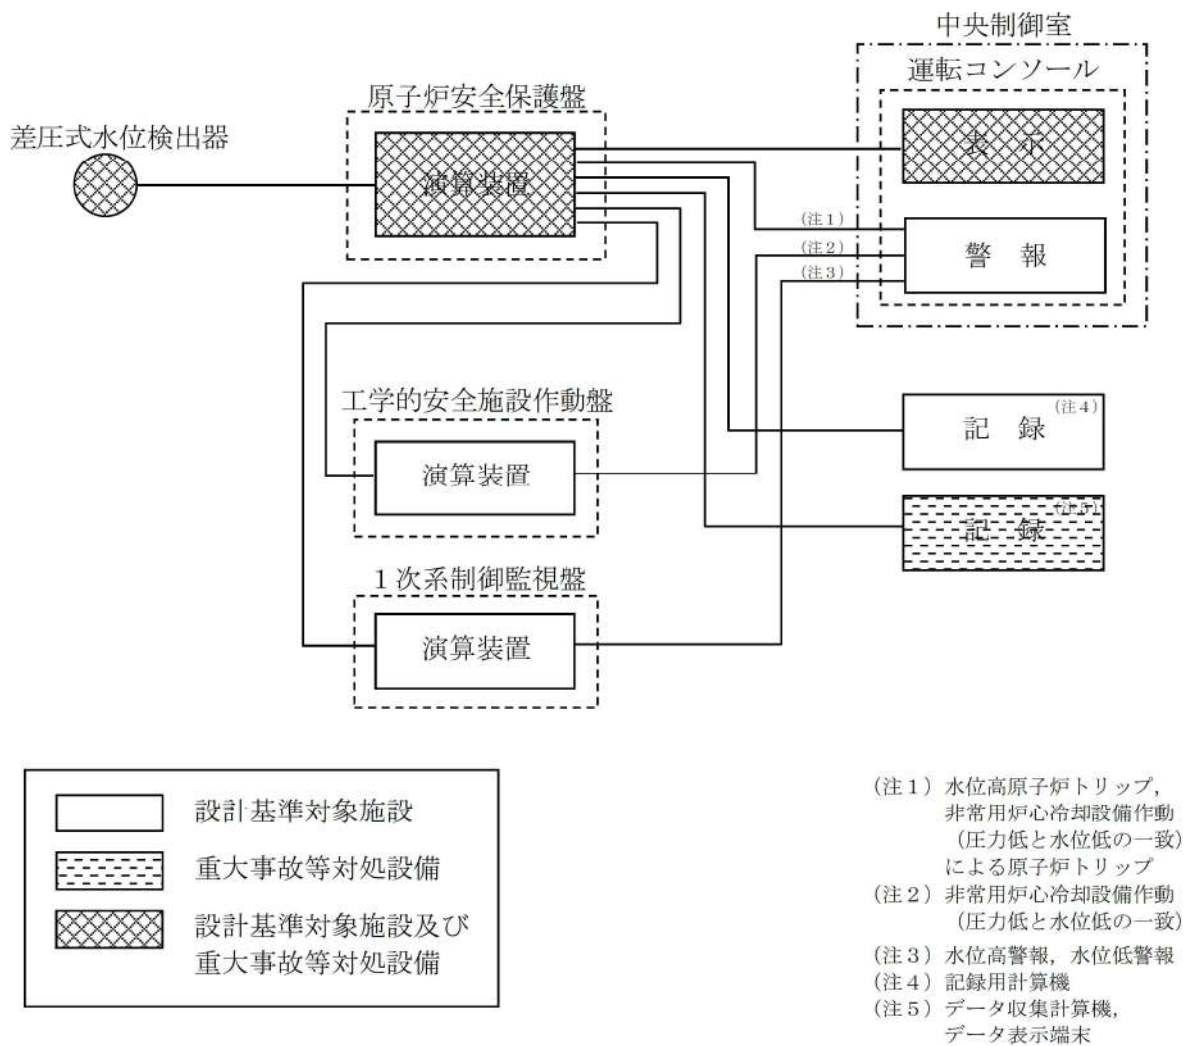 中央制御室
運転コンソール
原子炉安全保護盤
差圧式水位検出器
表　示
演算装置
(注１)
(注２)
警　報
(注３)
工学的安全施設作動盤
記　録
(注４)
演算装置
記　録
(注５)
１次系制御監視盤
演算装置
設計基準対象施設
重大事故等対処設備
設計基準対象施設及び
重大事故等対処設備
(注１) 水位高原子炉トリップ，
非常用炉心冷却設備作動
（圧力低と水位低の一致）
による原子炉トリップ
(注２) 非常用炉心冷却設備作動
（圧力低と水位低の一致）
(注３) 水位高警報，水位低警報
(注４) 記録用計算機
(注５) データ収集計算機，
データ表示端末